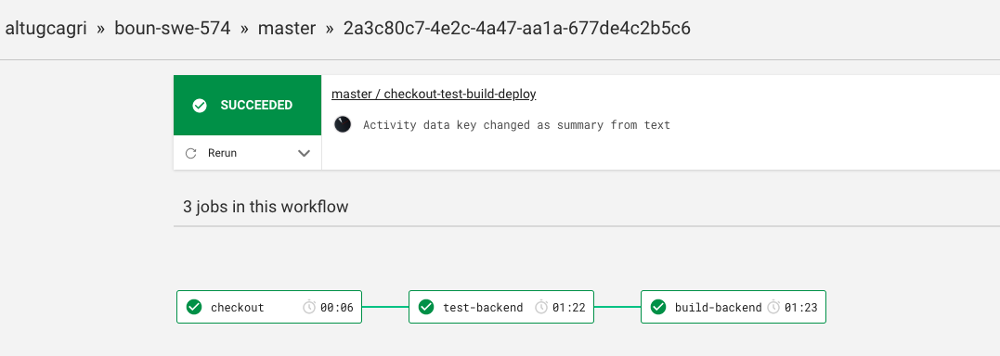 altugcagri » boun-swe-574 » master » 2a3c80c7-4e2c-4a47-aa1a-677de4c2b5c6
SUCCEEDED
Rerun
master / checkout-test-build-deploy
Activity data key changed as summary from text
3 jobs in this workflow
checkout 00:06
test-backend 01:22
build-backend 01:23